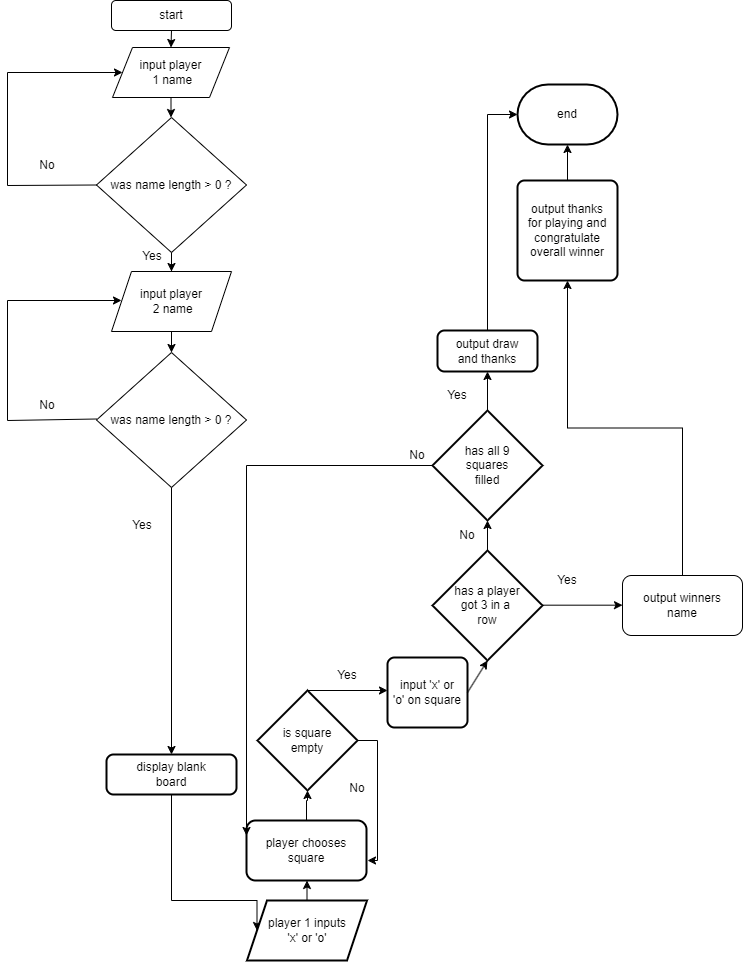 start
input player
1 name
No
was name length > 0 ?
Yes
input player
2 name
No
was name length > 0 ?
Yes
display blank
board
player 1 inputs
'x' or 'o'
player chooses
square
No
is square
empty
Yes
input 'x' or
'o' on square
has a player
got 3 in a
row
Yes
output winners
name
No
has all 9
squares
filled
No
Yes
output draw
and thanks
output thanks
for playing and
congratulate
overall winner
end